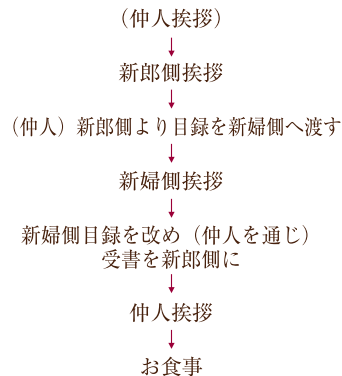 （仲人挨拶）
新郎側挨拶
（仲人）新郎側より目録を新婦側へ渡す
新婦側挨拶
新婦側目録を改め（仲人を通じ）
受書を新郎側に
仲人挨拶
お食事